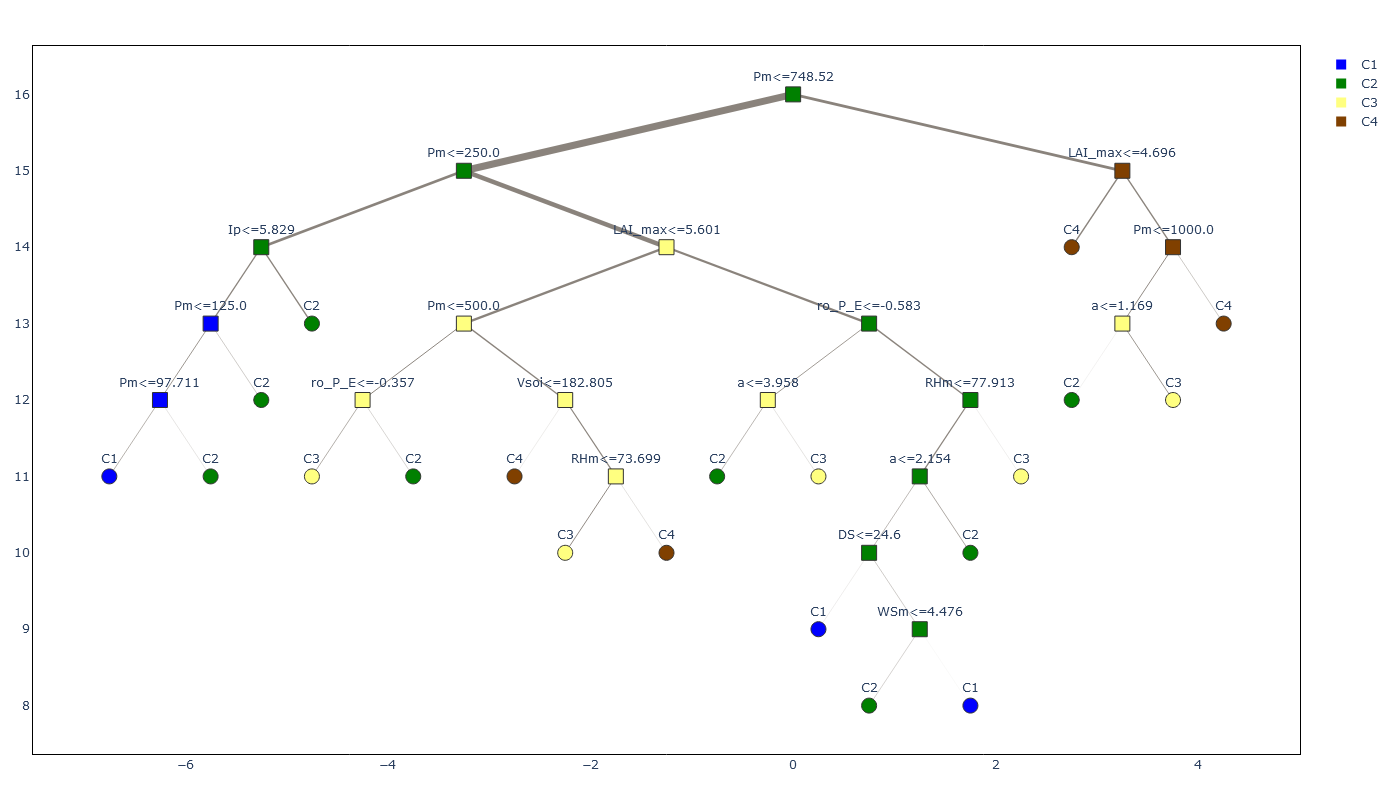 Pm<=748.52
C1
C2
C3
C4
16
Pm<=250.0
LAI_max<=4.696
15
Ip<=5.829
LAI_max<=5.601
C4
Pm<=1000.0
14
Pm<=125.0
C2
Pm<=500.0
ro_P_E<=-0.583
a<=1.169
C4
13
Pm<=97.711
C2
ro_P_E<=-0.357
Vsoi<=182.805
a<=3.958
RHm<=77.913
C2
C3
12
C1
C2
C3
C2
C4
RHm<=73.699
C2
C3
a<=2.154
C3
11
C3
C4
DS<=24.6
C2
10
C1
WSm<=4.476
9
C2
C1
8
−6
−4
−2
0
2
4